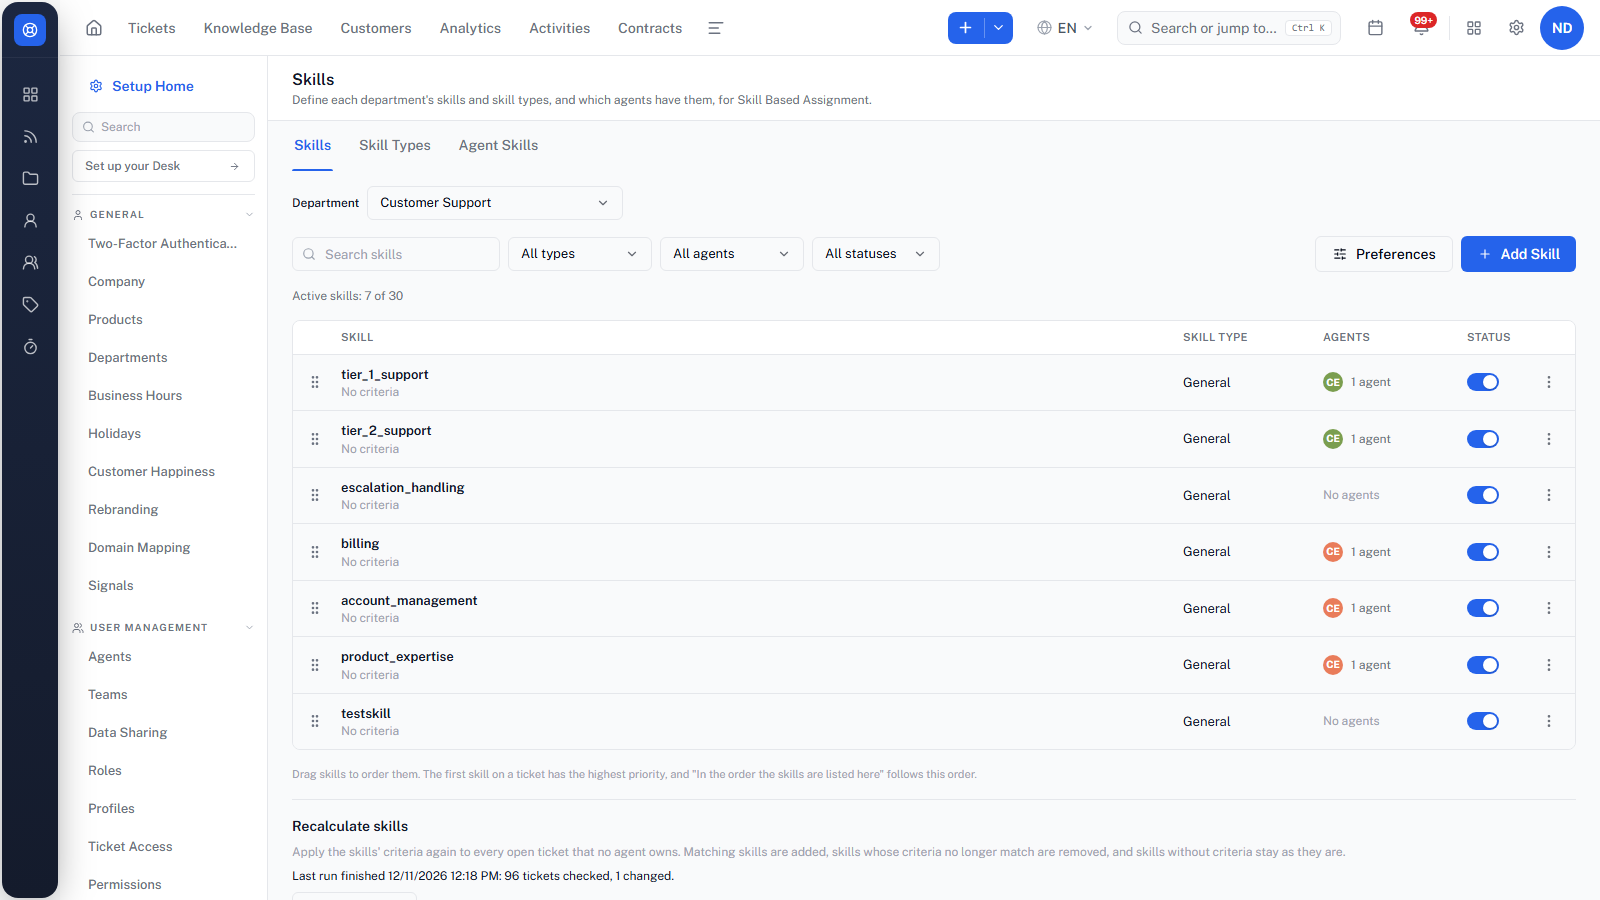 Tickets
Knowledge Base
Customers
Analytics
Activities
Contracts
EN
Search or jump to...
Ctrl K
99+
ND
Setup Home
Search
Set up your Desk
GENERAL
Two-Factor Authentica...
Company
Products
Departments
Business Hours
Holidays
Customer Happiness
Rebranding
Domain Mapping
Signals
USER MANAGEMENT
Agents
Teams
Data Sharing
Roles
Profiles
Ticket Access
Permissions
Skills
Define each department's skills and skill types, and which agents have them, for Skill Based Assignment.
Skills
Skill Types
Agent Skills
Department
Customer Support
Search skills
All types
All agents
All statuses
Preferences
Add Skill
Active skills: 7 of 30
SKILL
SKILL TYPE
AGENTS
STATUS
tier_1_support
No criteria
General
CE
1 agent
tier_2_support
No criteria
General
CE
1 agent
escalation_handling
No criteria
General
No agents
billing
No criteria
General
CE
1 agent
account_management
No criteria
General
CE
1 agent
product_expertise
No criteria
General
CE
1 agent
testskill
No criteria
General
No agents
Drag skills to order them. The first skill on a ticket has the highest priority, and "In the order the skills are listed here" follows this order.
Recalculate skills
Apply the skills' criteria again to every open ticket that no agent owns. Matching skills are added, skills whose criteria no longer match are removed, and skills without criteria stay as they are.
Last run finished 12/11/2026 12:18 PM: 96 tickets checked, 1 changed.